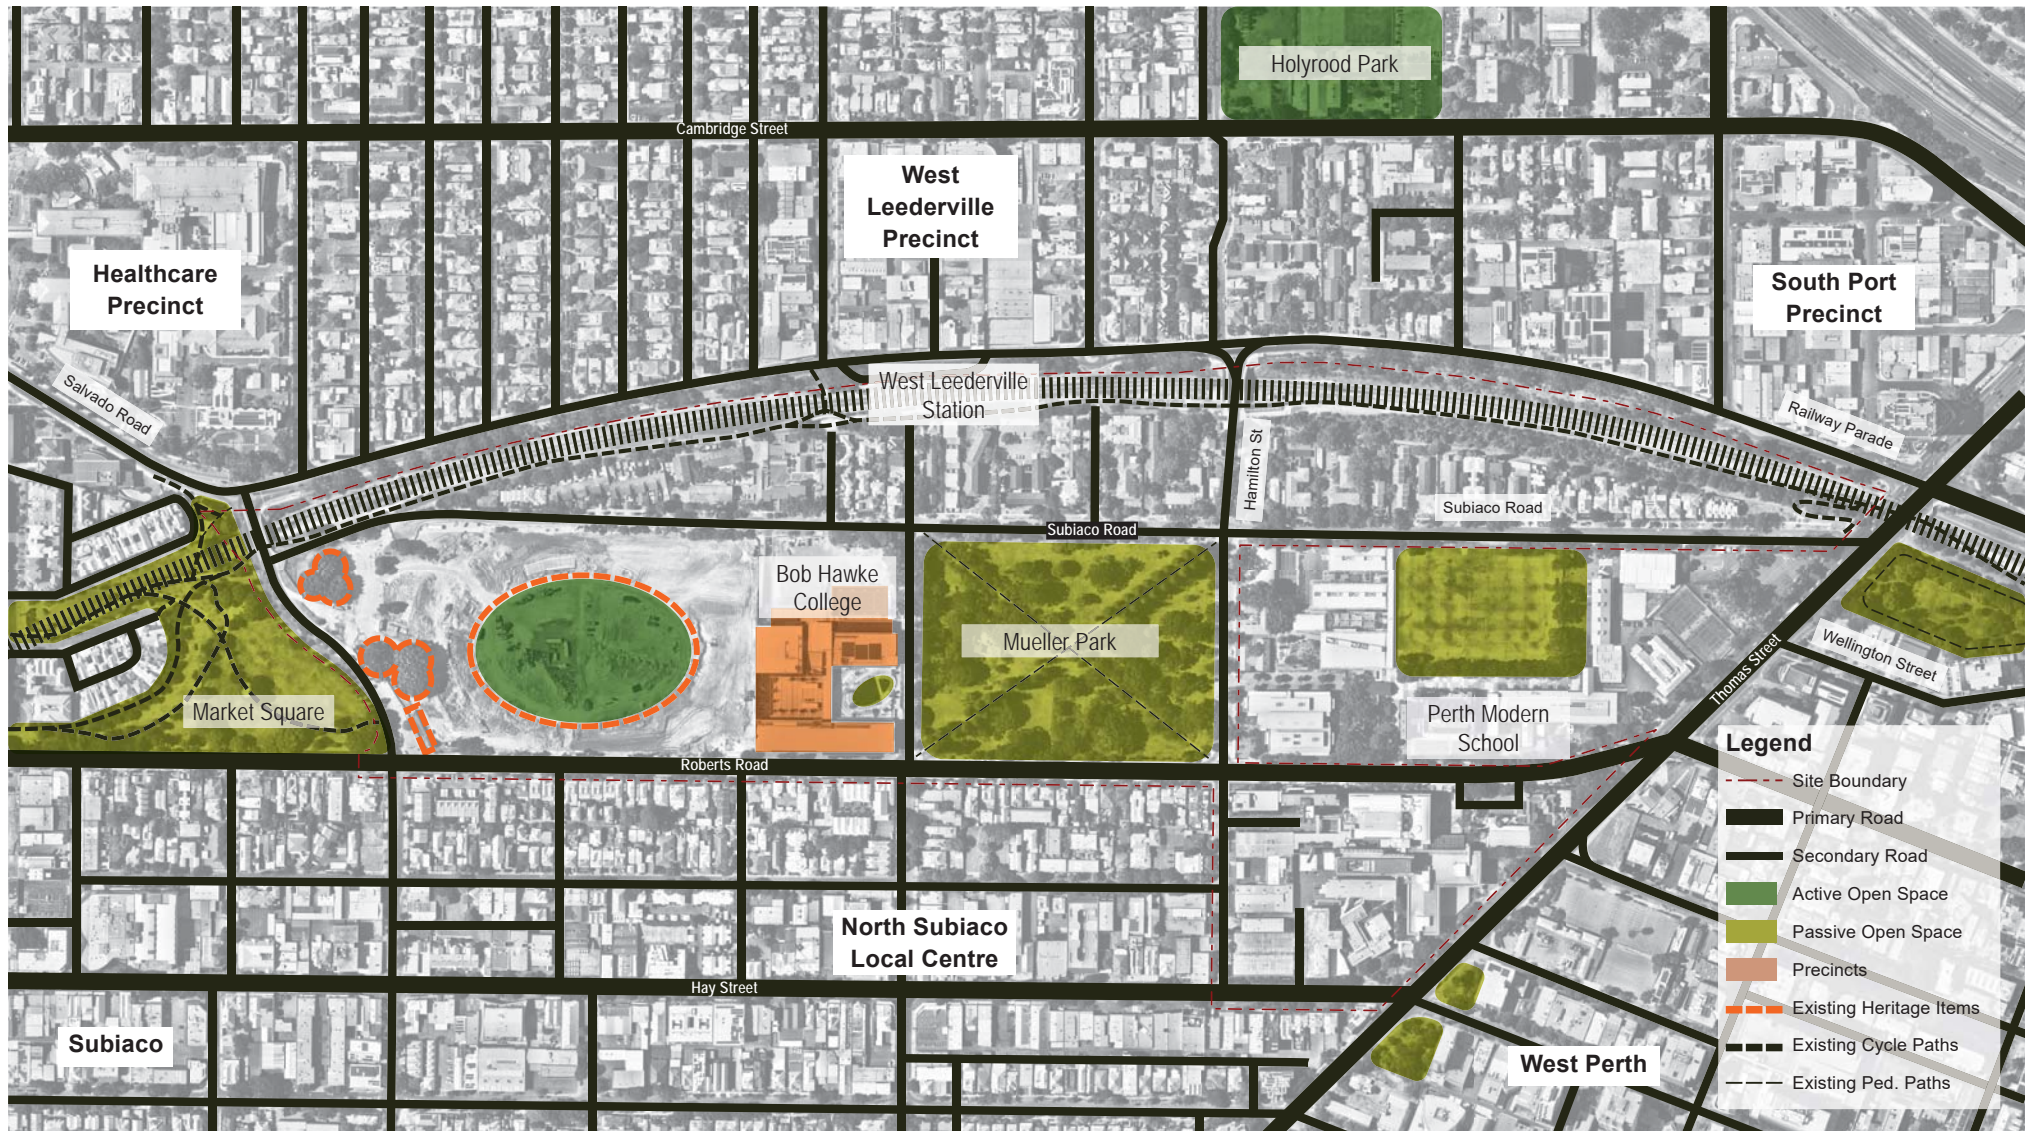 Holyrood Park
Cambridge Street
West
Leederville
Precinct
Healthcare
Precinct
South Port
Precinct
Salvado Road
West Leederville
Station
Railway Parade
Hamilton St
Subiaco Road
Subiaco Road
Bob Hawke
College
Mueller Park
Wellington Street
Thomas Street
Market Square
Perth Modern
School
Roberts Road
North Subiaco
Local Centre
Hay Street
Subiaco
West Perth
Legend
Site Boundary
Primary Road
Secondary Road
Active Open Space
Passive Open Space
Precincts
Existing Heritage Items
Existing Cycle Paths
Existing Ped. Paths